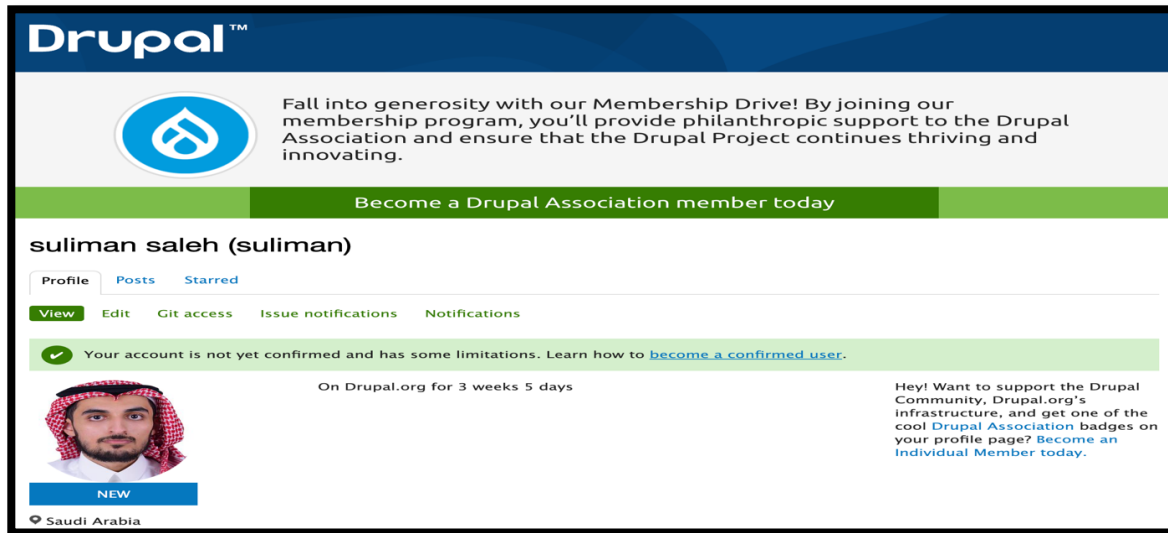 Drupal™
Fall into generosity with our Membership Drive! By joining our
membership program, you'll provide philanthropic support to the Drupal
Association and ensure that the Drupal Project continues thriving and
innovating.
Become a Drupal Association member today
suliman saleh (suliman)
Profile Posts Starred
View Edit Git access Issue notifications Notifications
Your account is not yet confirmed and has some limitations. Learn how to become a confirmed user.
On Drupal.org for 3 weeks 5 days
Hey! Want to support the Drupal
Community, Drupal.org's
infrastructure, and get one of the
cool Drupal Association badges on
your profile page? Become an
Individual Member today.
NEW
Saudi Arabia